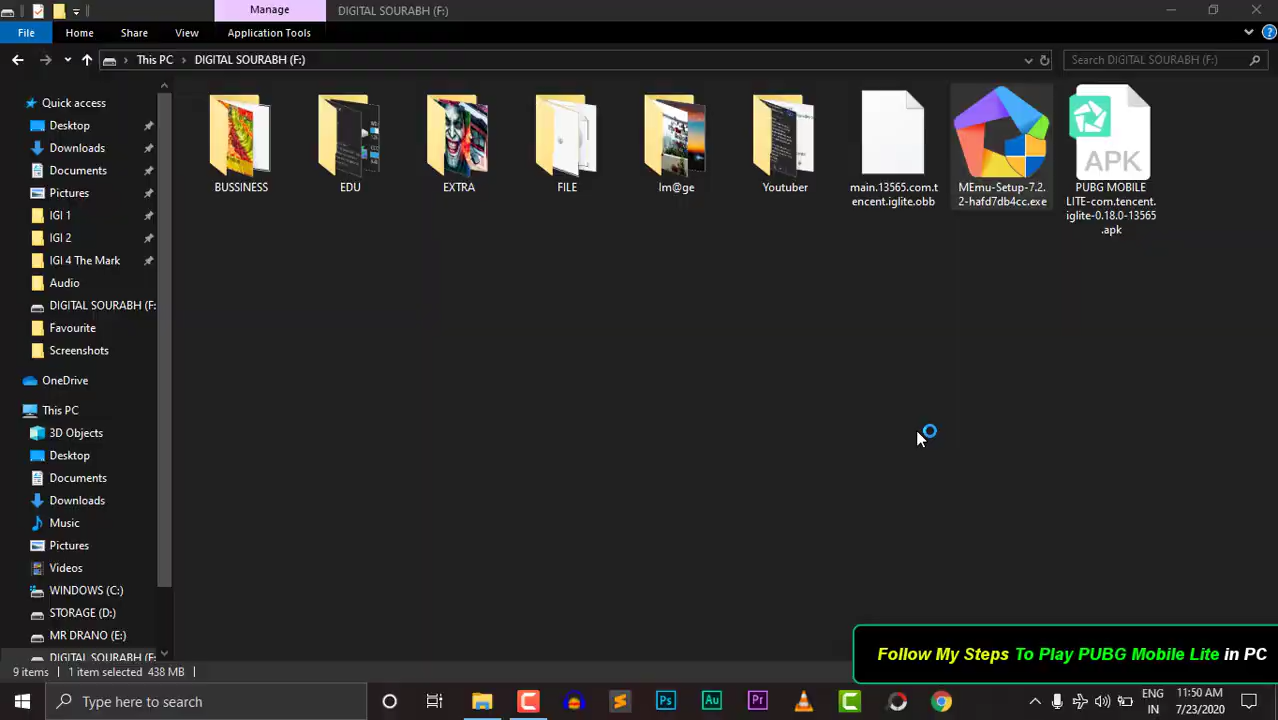 Manage
DIGITAL SOURABH (F:)
File
Home
Share
View
Application Tools
This PC
DIGITAL SOURABH (F:)
Search DIGITAL SOURABH (F:)
Quick access
Desktop
Downloads
Documents
Pictures
IGI 1
IGI 2
IGI 4 The Mark
Audio
DIGITAL SOURABH (F:
Favourite
Screenshots
OneDrive
This PC
3D Objects
Desktop
Documents
Downloads
Music
Pictures
Videos
WINDOWS (C:)
STORAGE (D:)
MR DRANO (E:)
DIGITAL SOURABH (F:
BUSSINESS
EDU
EXTRA
FILE
Im@ge
Youtuber
main.13565.com.t
encent.iglite.obb
MEmu-Setup-7.2.
2-hafd7db4cc.exe
APK
PUBG MOBILE
LITE-com.tencent.
iglite-0.18.0-13565
.apk
Follow My Steps To Play PUBG Mobile Lite in PC
9 items
1 item selected 438 MB
Type here to search
Ps
Au
Pr
ENG
IN
11:50 AM
7/23/2020